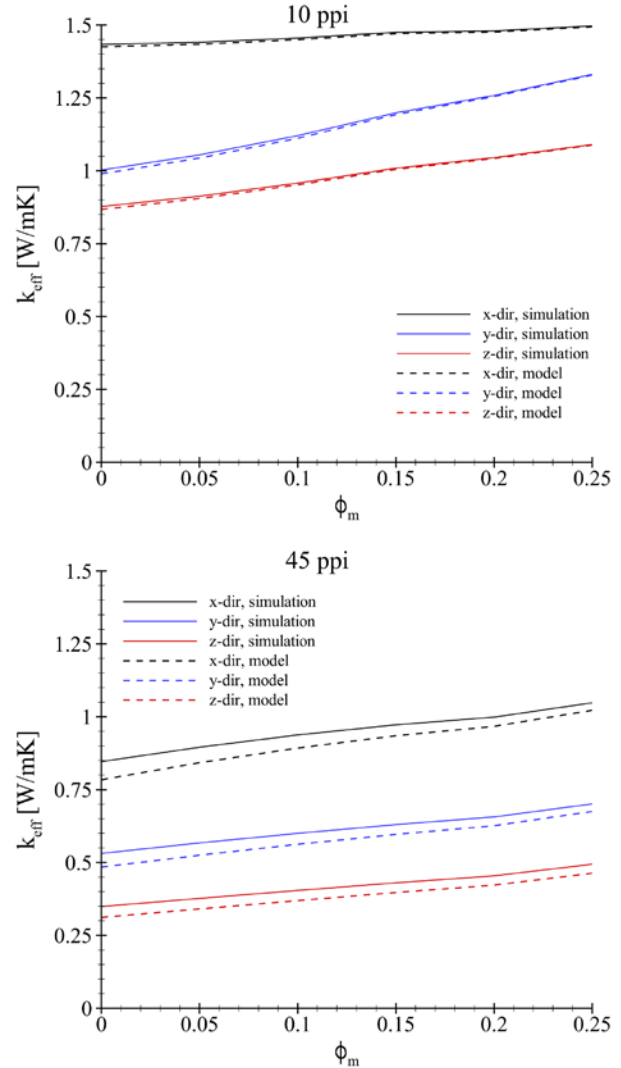 10 ppi
1.5
1.25
1
0.75
0.5
0.25
0
k_eff [W/mK]
x-dir, simulation
y-dir, simulation
z-dir, simulation
x-dir, model
y-dir, model
z-dir, model
0 0.05 0.1 0.15 0.2 0.25
ϕ_m
45 ppi
1.5
1.25
1
0.75
0.5
0.25
0
k_eff [W/mK]
x-dir, simulation
y-dir, simulation
z-dir, simulation
x-dir, model
y-dir, model
z-dir, model
0 0.05 0.1 0.15 0.2 0.25
ϕ_m